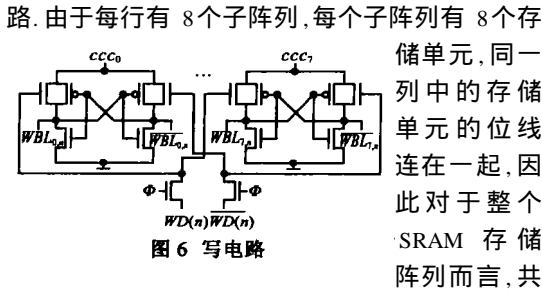 路.由于每行有 8个子阵列,每个子阵列有 8个存
储单元,同一
列中的存储
单元的位线
连在一起,因
此对于整个
SRAM 存储
阵列而言,共
ccc₀ ... ccc₇
WBL₀,ₙ W̅B̅L̅₀,ₙ WBL₇,ₙ W̅B̅L̅₇,ₙ
Φ Φ
WD(n) W̅D̅(n)
图 6 写电路